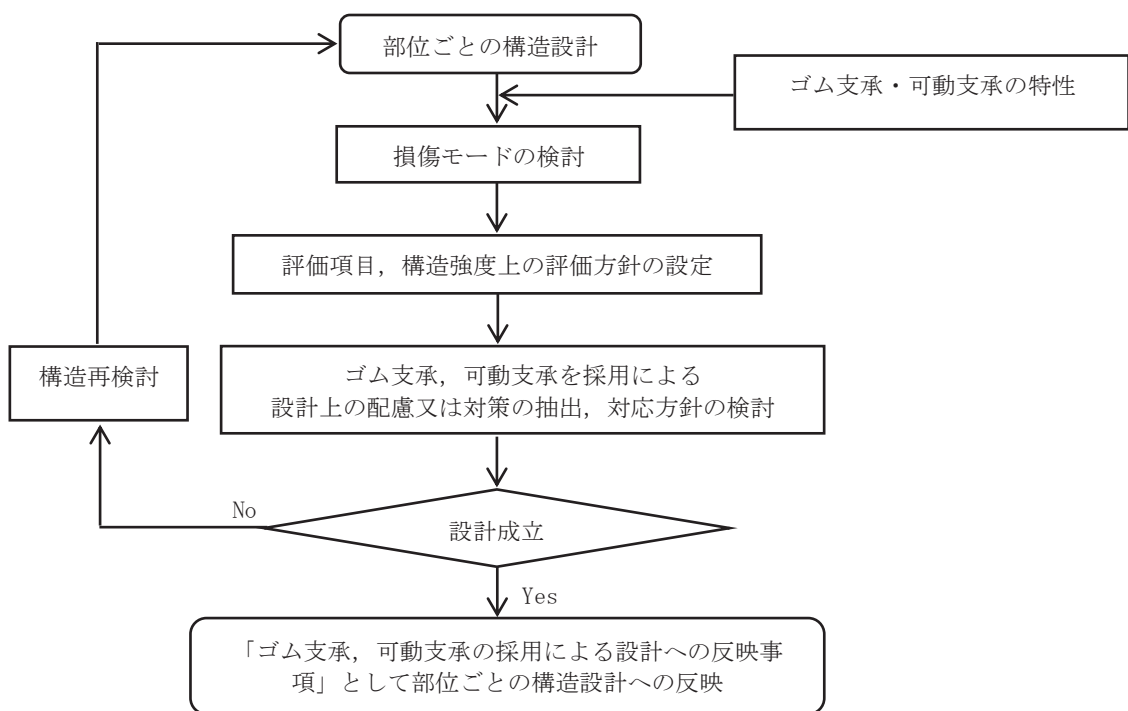 部位ごとの構造設計
ゴム支承・可動支承の特性
損傷モードの検討
評価項目，構造強度上の評価方針の設定
構造再検討
ゴム支承，可動支承を採用による
設計上の配慮又は対策の抽出，対応方針の検討
No
設計成立
Yes
「ゴム支承，可動支承の採用による設計への反映事
項」として部位ごとの構造設計への反映